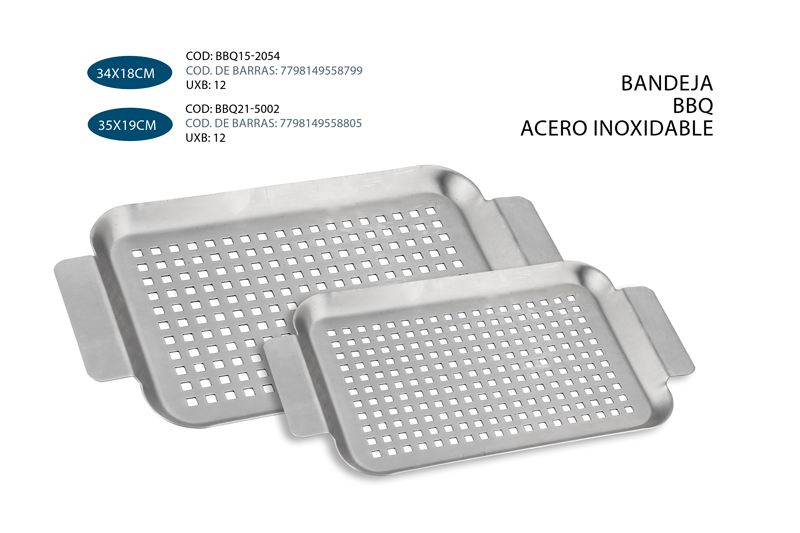 34X18CM
COD: BBQ15-2054
COD. DE BARRAS: 7798149558799
UXB: 12
35X19CM
COD: BBQ21-5002
COD. DE BARRAS: 7798149558805
UXB: 12
BANDEJA
BBQ
ACERO INOXIDABLE